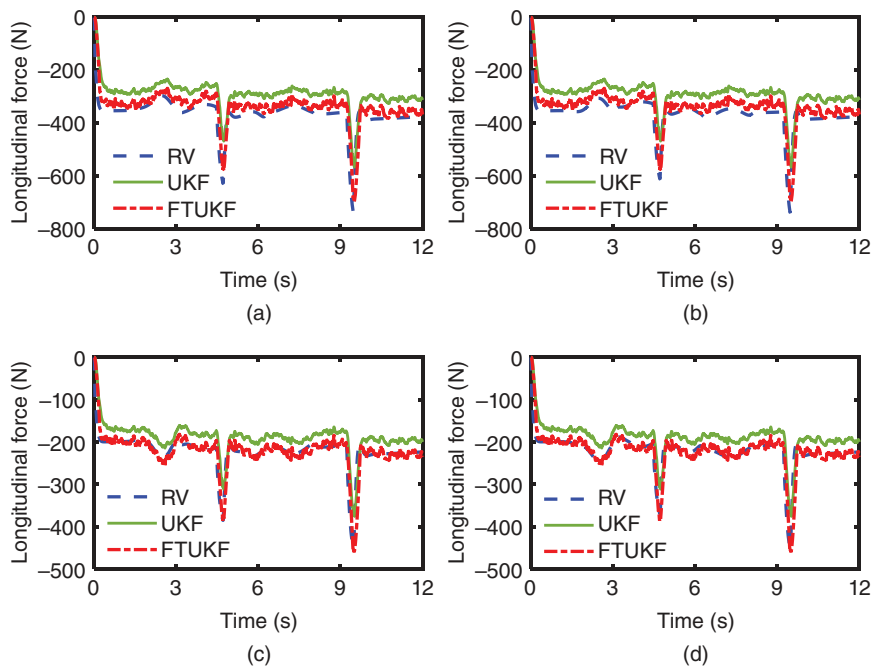 Longitudinal force (N)
0
−200
−400
−600
−800
RV
UKF
FTUKF
0 3 6 9 12
Time (s)
(a)
Longitudinal force (N)
0
−200
−400
−600
−800
RV
UKF
FTUKF
0 3 6 9 12
Time (s)
(b)
Longitudinal force (N)
0
−100
−200
−300
−400
−500
RV
UKF
FTUKF
0 3 6 9 12
Time (s)
(c)
Longitudinal force (N)
0
−100
−200
−300
−400
−500
RV
UKF
FTUKF
0 3 6 9 12
Time (s)
(d)